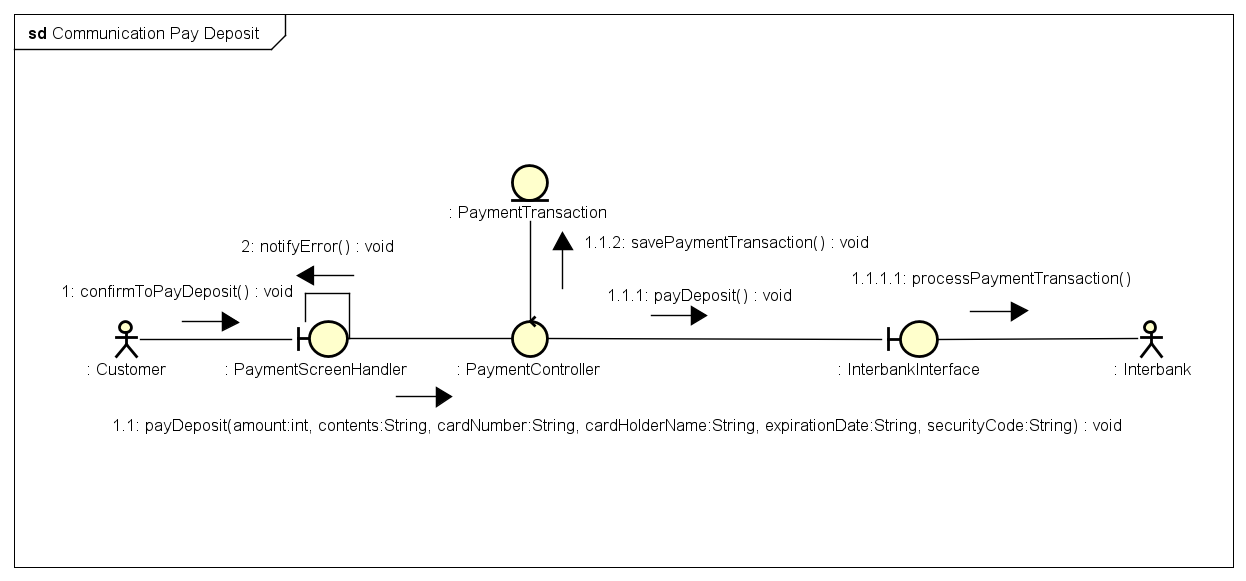 sd Communication Pay Deposit
: PaymentTransaction
1.1.2: savePaymentTransaction() : void
2: notifyError() : void
1.1.1.1: processPaymentTransaction()
1: confirmToPayDeposit() : void
1.1.1: payDeposit() : void
: Customer
: PaymentScreenHandler
: PaymentController
: InterbankInterface
: Interbank
1.1: payDeposit(amount:int, contents:String, cardNumber:String, cardHolderName:String, expirationDate:String, securityCode:String) : void